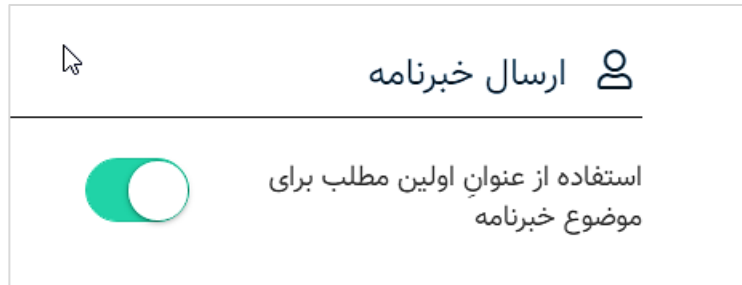 ارسال خبرنامه
استفاده از عنوانِ اولین مطلب برای
موضوع خبرنامه